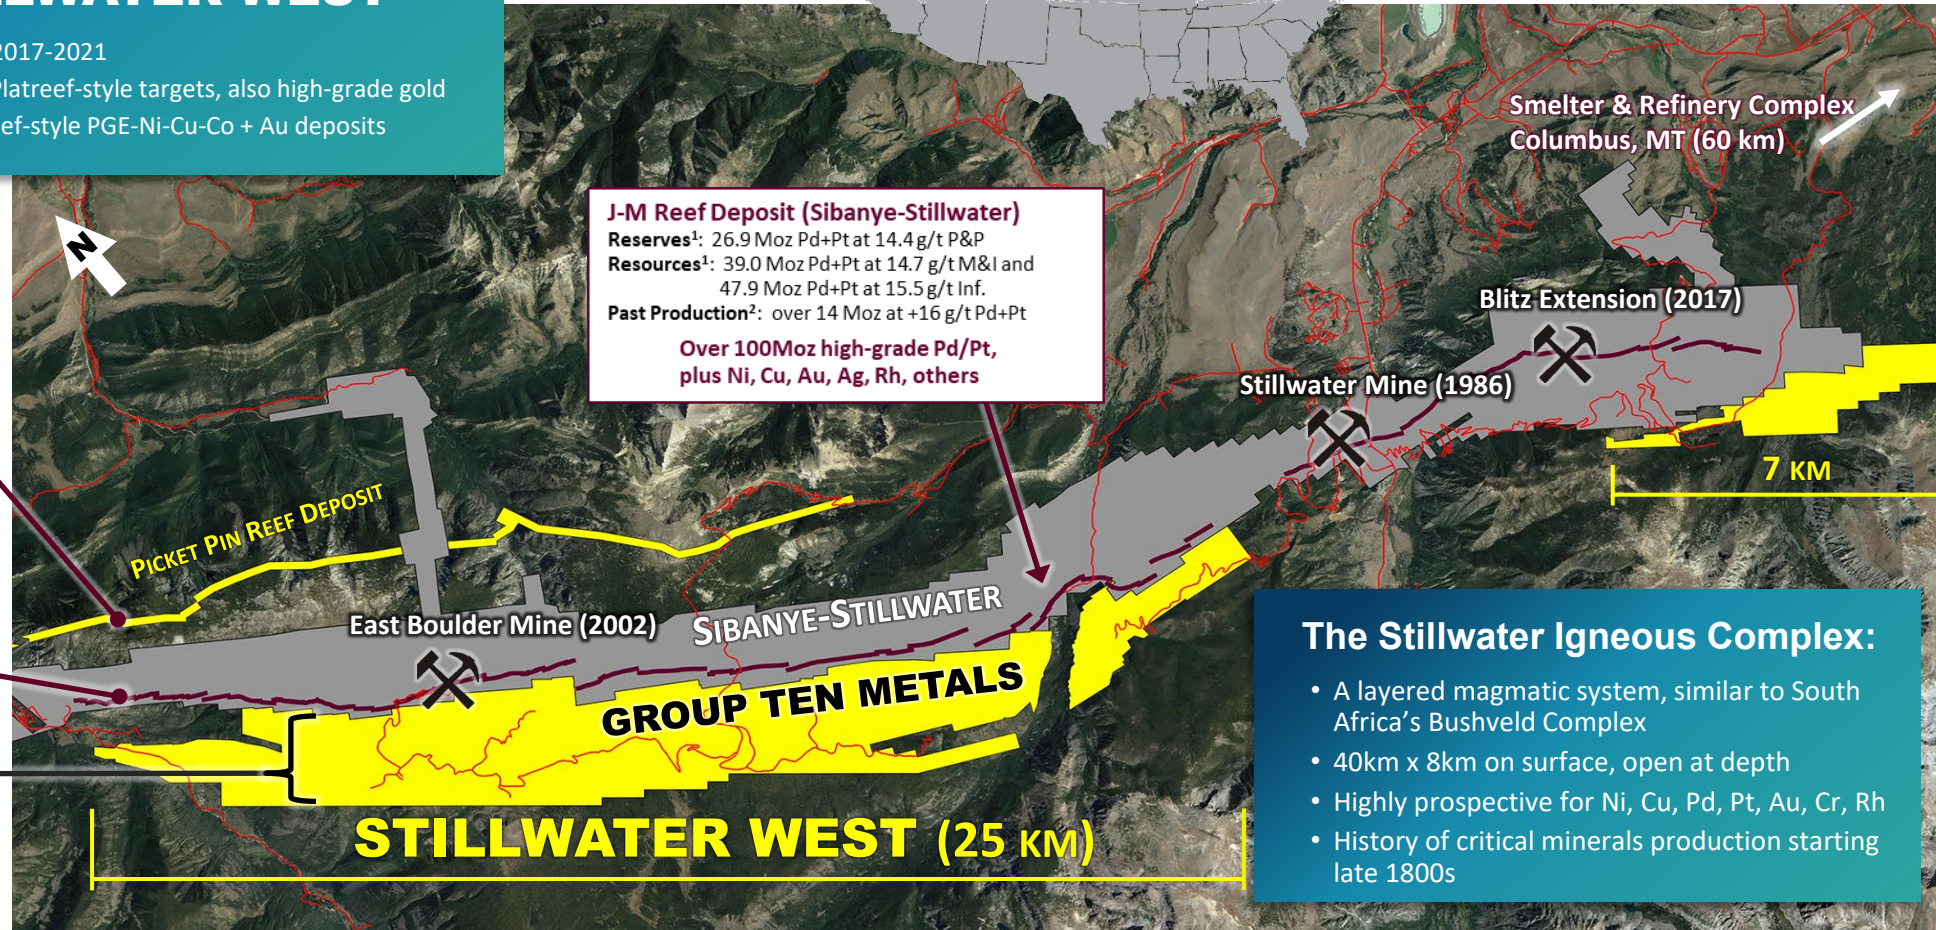 2017-2021
Platreef-style targets, also high-grade gold
PGE-Ni-Cu-Co + Au deposits
Smelter & Refinery Complex
Columbus, MT (60 km)
N
J-M Reef Deposit (Sibanye-Stillwater)
Reserves¹: 26.9 Moz Pd+Pt at 14.4 g/t P&P
Resources¹: 39.0 Moz Pd+Pt at 14.7 g/t M&I and
47.9 Moz Pd+Pt at 15.5 g/t Inf.
Past Production²: over 14 Moz at +16 g/t Pd+Pt
Over 100Moz high-grade Pd/Pt,
plus Ni, Cu, Au, Ag, Rh, others
Blitz Extension (2017)
Stillwater Mine (1986)
7 KM
PICKET PIN REEF DEPOSIT
East Boulder Mine (2002)
SIBANYE-STILLWATER
GROUP TEN METALS
STILLWATER WEST (25 KM)
The Stillwater Igneous Complex:
• A layered magmatic system, similar to South
Africa's Bushveld Complex
• 40km x 8km on surface, open at depth
• Highly prospective for Ni, Cu, Pd, Pt, Au, Cr, Rh
• History of critical minerals production starting
late 1800s